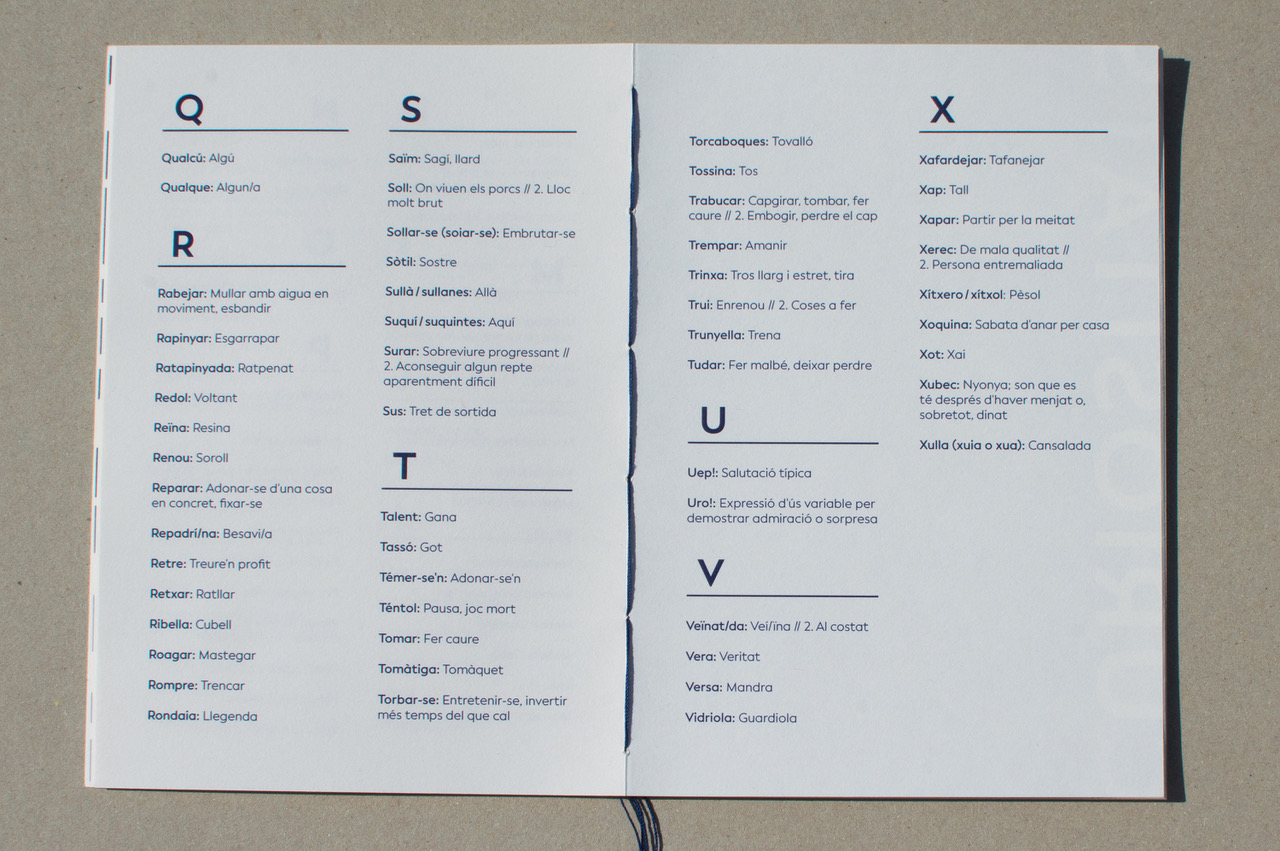 Q
Qualcú: Algú
Qualque: Algun/a
R
Rabejar: Mullar amb aigua en
moviment, esbandir
Rapinyar: Esgarrapar
Ratapinyada: Ratpenat
Redol: Voltant
Reïna: Resina
Renou: Soroll
Reparar: Adonar-se d'una cosa
en concret, fixar-se
Repadrí/na: Besavi/a
Retre: Treure'n profit
Retxar: Ratllar
Ribella: Cubell
Roagar: Mastegar
Rompre: Trencar
Rondaia: Llegenda
S
Saïm: Sagí, llard
Soll: On viuen els porcs // 2. Lloc
molt brut
Sollar-se (soiar-se): Embrutar-se
Sòtil: Sostre
Sullà / sullanes: Allà
Suquí / suquintes: Aquí
Surar: Sobreviure progressant //
2. Aconseguir algun repte
aparentment difícil
Sus: Tret de sortida
T
Talent: Gana
Tassó: Got
Témer-se'n: Adonar-se'n
Téntol: Pausa, joc mort
Tomar: Fer caure
Tomàtiga: Tomàquet
Torbar-se: Entretenir-se, invertir
més temps del que cal
Torcaboques: Tovalló
Tossina: Tos
Trabucar: Capgirar, tombar, fer
caure // 2. Embogir, perdre el cap
Trempar: Amanir
Trinxa: Tros llarg i estret, tira
Trui: Enrenou // 2. Coses a fer
Trunyella: Trena
Tudar: Fer malbé, deixar perdre
U
Uep!: Salutació típica
Uro!: Expressió d'ús variable per
demostrar admiració o sorpresa
V
Veïnat/da: Veí/ïna // 2. Al costat
Vera: Veritat
Versa: Mandra
Vidriola: Guardiola
X
Xafardejar: Tafanejar
Xap: Tall
Xapar: Partir per la meitat
Xerec: De mala qualitat //
2. Persona entremaliada
Xítxero / xítxol: Pèsol
Xoquina: Sabata d'anar per casa
Xot: Xai
Xubec: Nyonya; son que es
té després d'haver menjat o,
sobretot, dinat
Xulla (xuia o xua): Cansalada